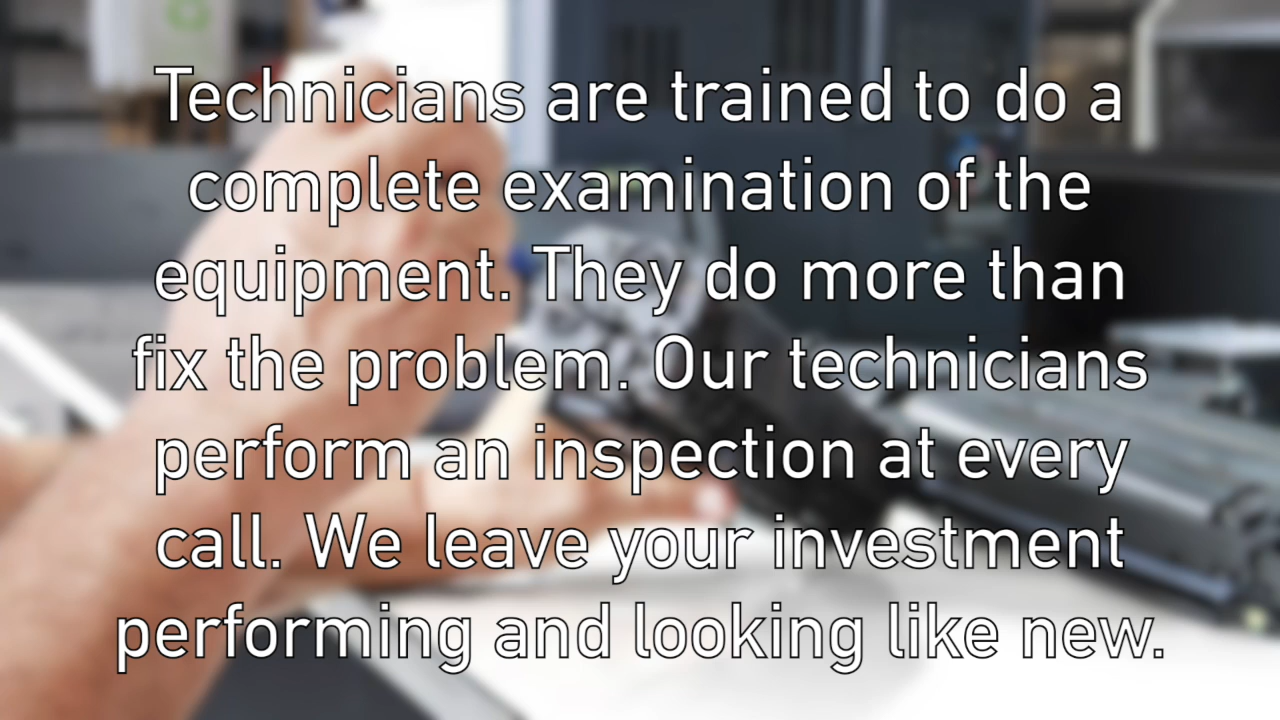 Technicians are trained to do a
complete examination of the
equipment. They do more than
fix the problem. Our technicians
perform an inspection at every
call. We leave your investment
performing and looking like new.